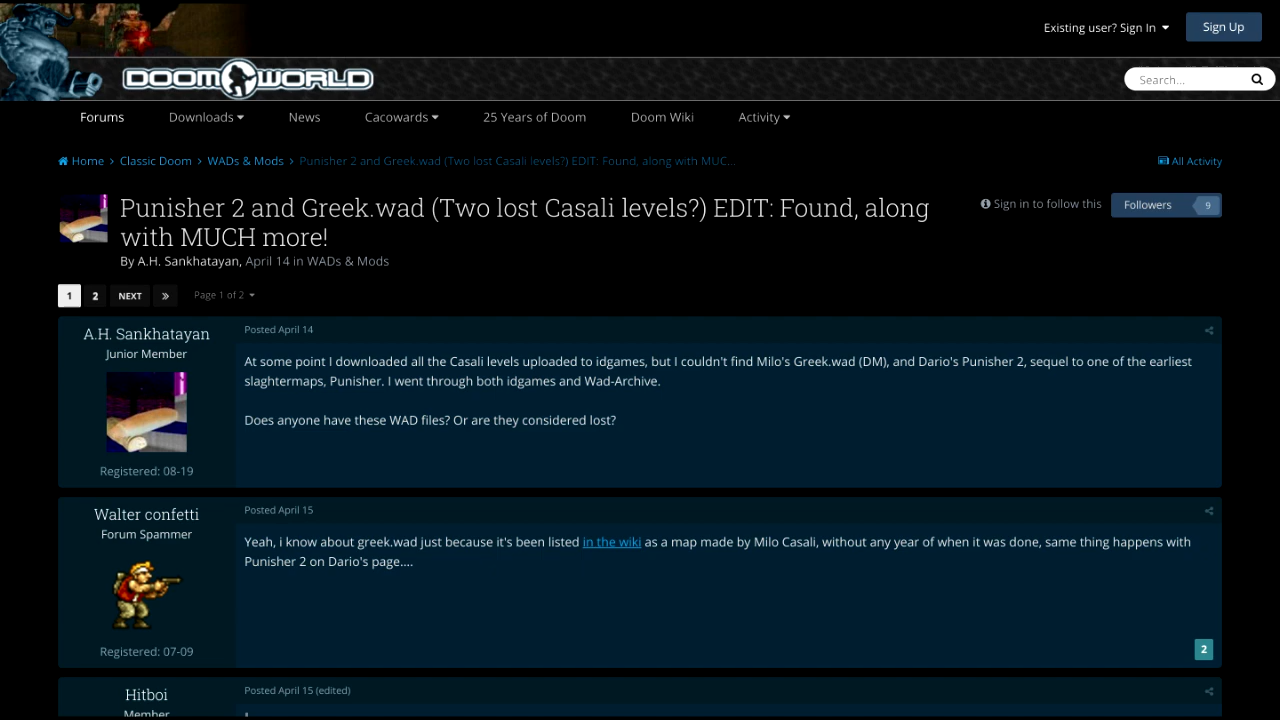 Existing user? Sign In
Sign Up
DOOMWORLD
Search...
Forums
Downloads
News
Cacowards
25 Years of Doom
Doom Wiki
Activity
Home > Classic Doom > WADs & Mods > Punisher 2 and Greek.wad (Two lost Casali levels?) EDIT: Found, along with MUC...
All Activity
Punisher 2 and Greek.wad (Two lost Casali levels?) EDIT: Found, along
with MUCH more!
Sign in to follow this
Followers 9
By A.H. Sankhatayan, April 14 in WADs & Mods
1 2 NEXT » Page 1 of 2
A.H. Sankhatayan
Junior Member
Registered: 08-19
Posted April 14
At some point I downloaded all the Casali levels uploaded to idgames, but I couldn't find Milo's Greek.wad (DM), and Dario's Punisher 2, sequel to one of the earliest
slaghtermaps, Punisher. I went through both idgames and Wad-Archive.
Does anyone have these WAD files? Or are they considered lost?
Walter confetti
Forum Spammer
Registered: 07-09
Posted April 15
Yeah, i know about greek.wad just because it's been listed in the wiki as a map made by Milo Casali, without any year of when it was done, same thing happens with
Punisher 2 on Dario's page....
2
Hitboi
Member
Posted April 15 (edited)